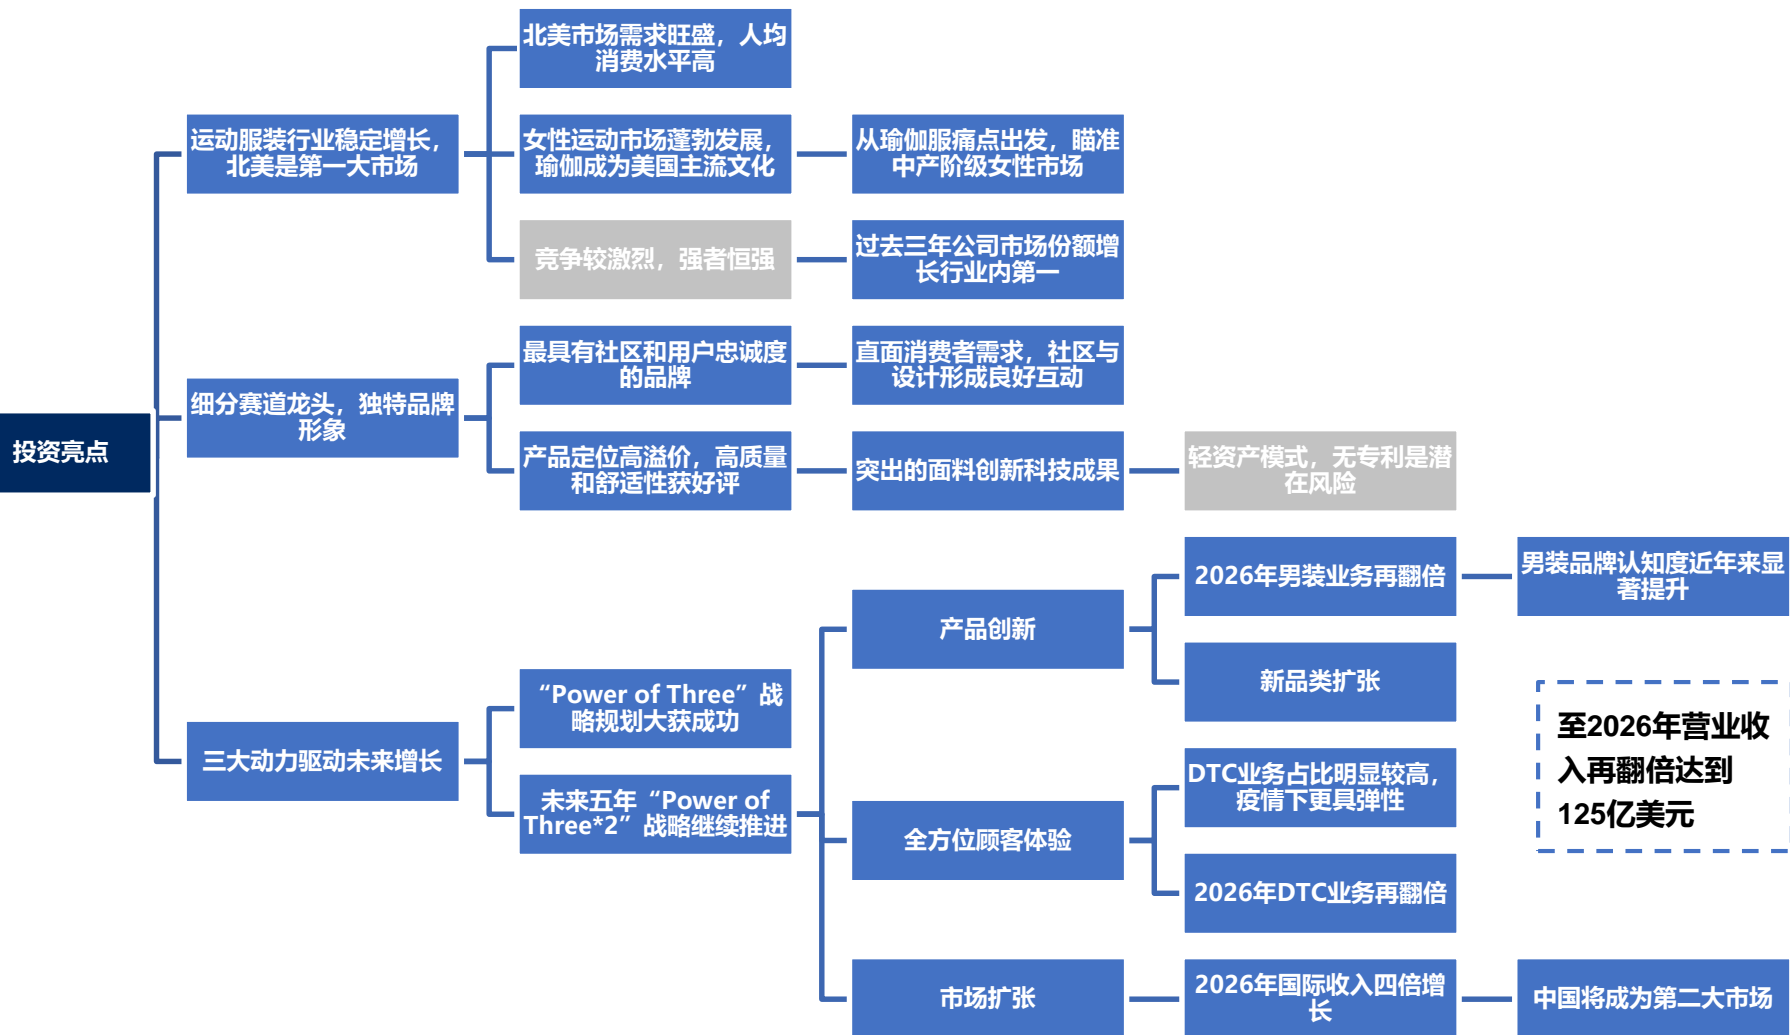 投资亮点
运动服装行业稳定增长，
北美是第一大市场
北美市场需求旺盛，人均
消费水平高
女性运动市场蓬勃发展，
瑜伽成为美国主流文化
从瑜伽服痛点出发，瞄准
中产阶级女性市场
竞争较激烈，强者恒强
过去三年公司市场份额增
长行业内第一
细分赛道龙头，独特品牌
形象
最具有社区和用户忠诚度
的品牌
直面消费者需求，社区与
设计形成良好互动
产品定位高溢价，高质量
和舒适性获好评
突出的面料创新科技成果
轻资产模式，无专利是潜
在风险
三大动力驱动未来增长
“Power of Three”战
略规划大获成功
未来五年“Power of
Three*2”战略继续推进
产品创新
2026年男装业务再翻倍
男装品牌认知度近年来显
著提升
新品类扩张
全方位顾客体验
DTC业务占比明显较高，
疫情下更具弹性
2026年DTC业务再翻倍
市场扩张
2026年国际收入四倍增
长
中国将成为第二大市场
至2026年营业收
入再翻倍达到
125亿美元